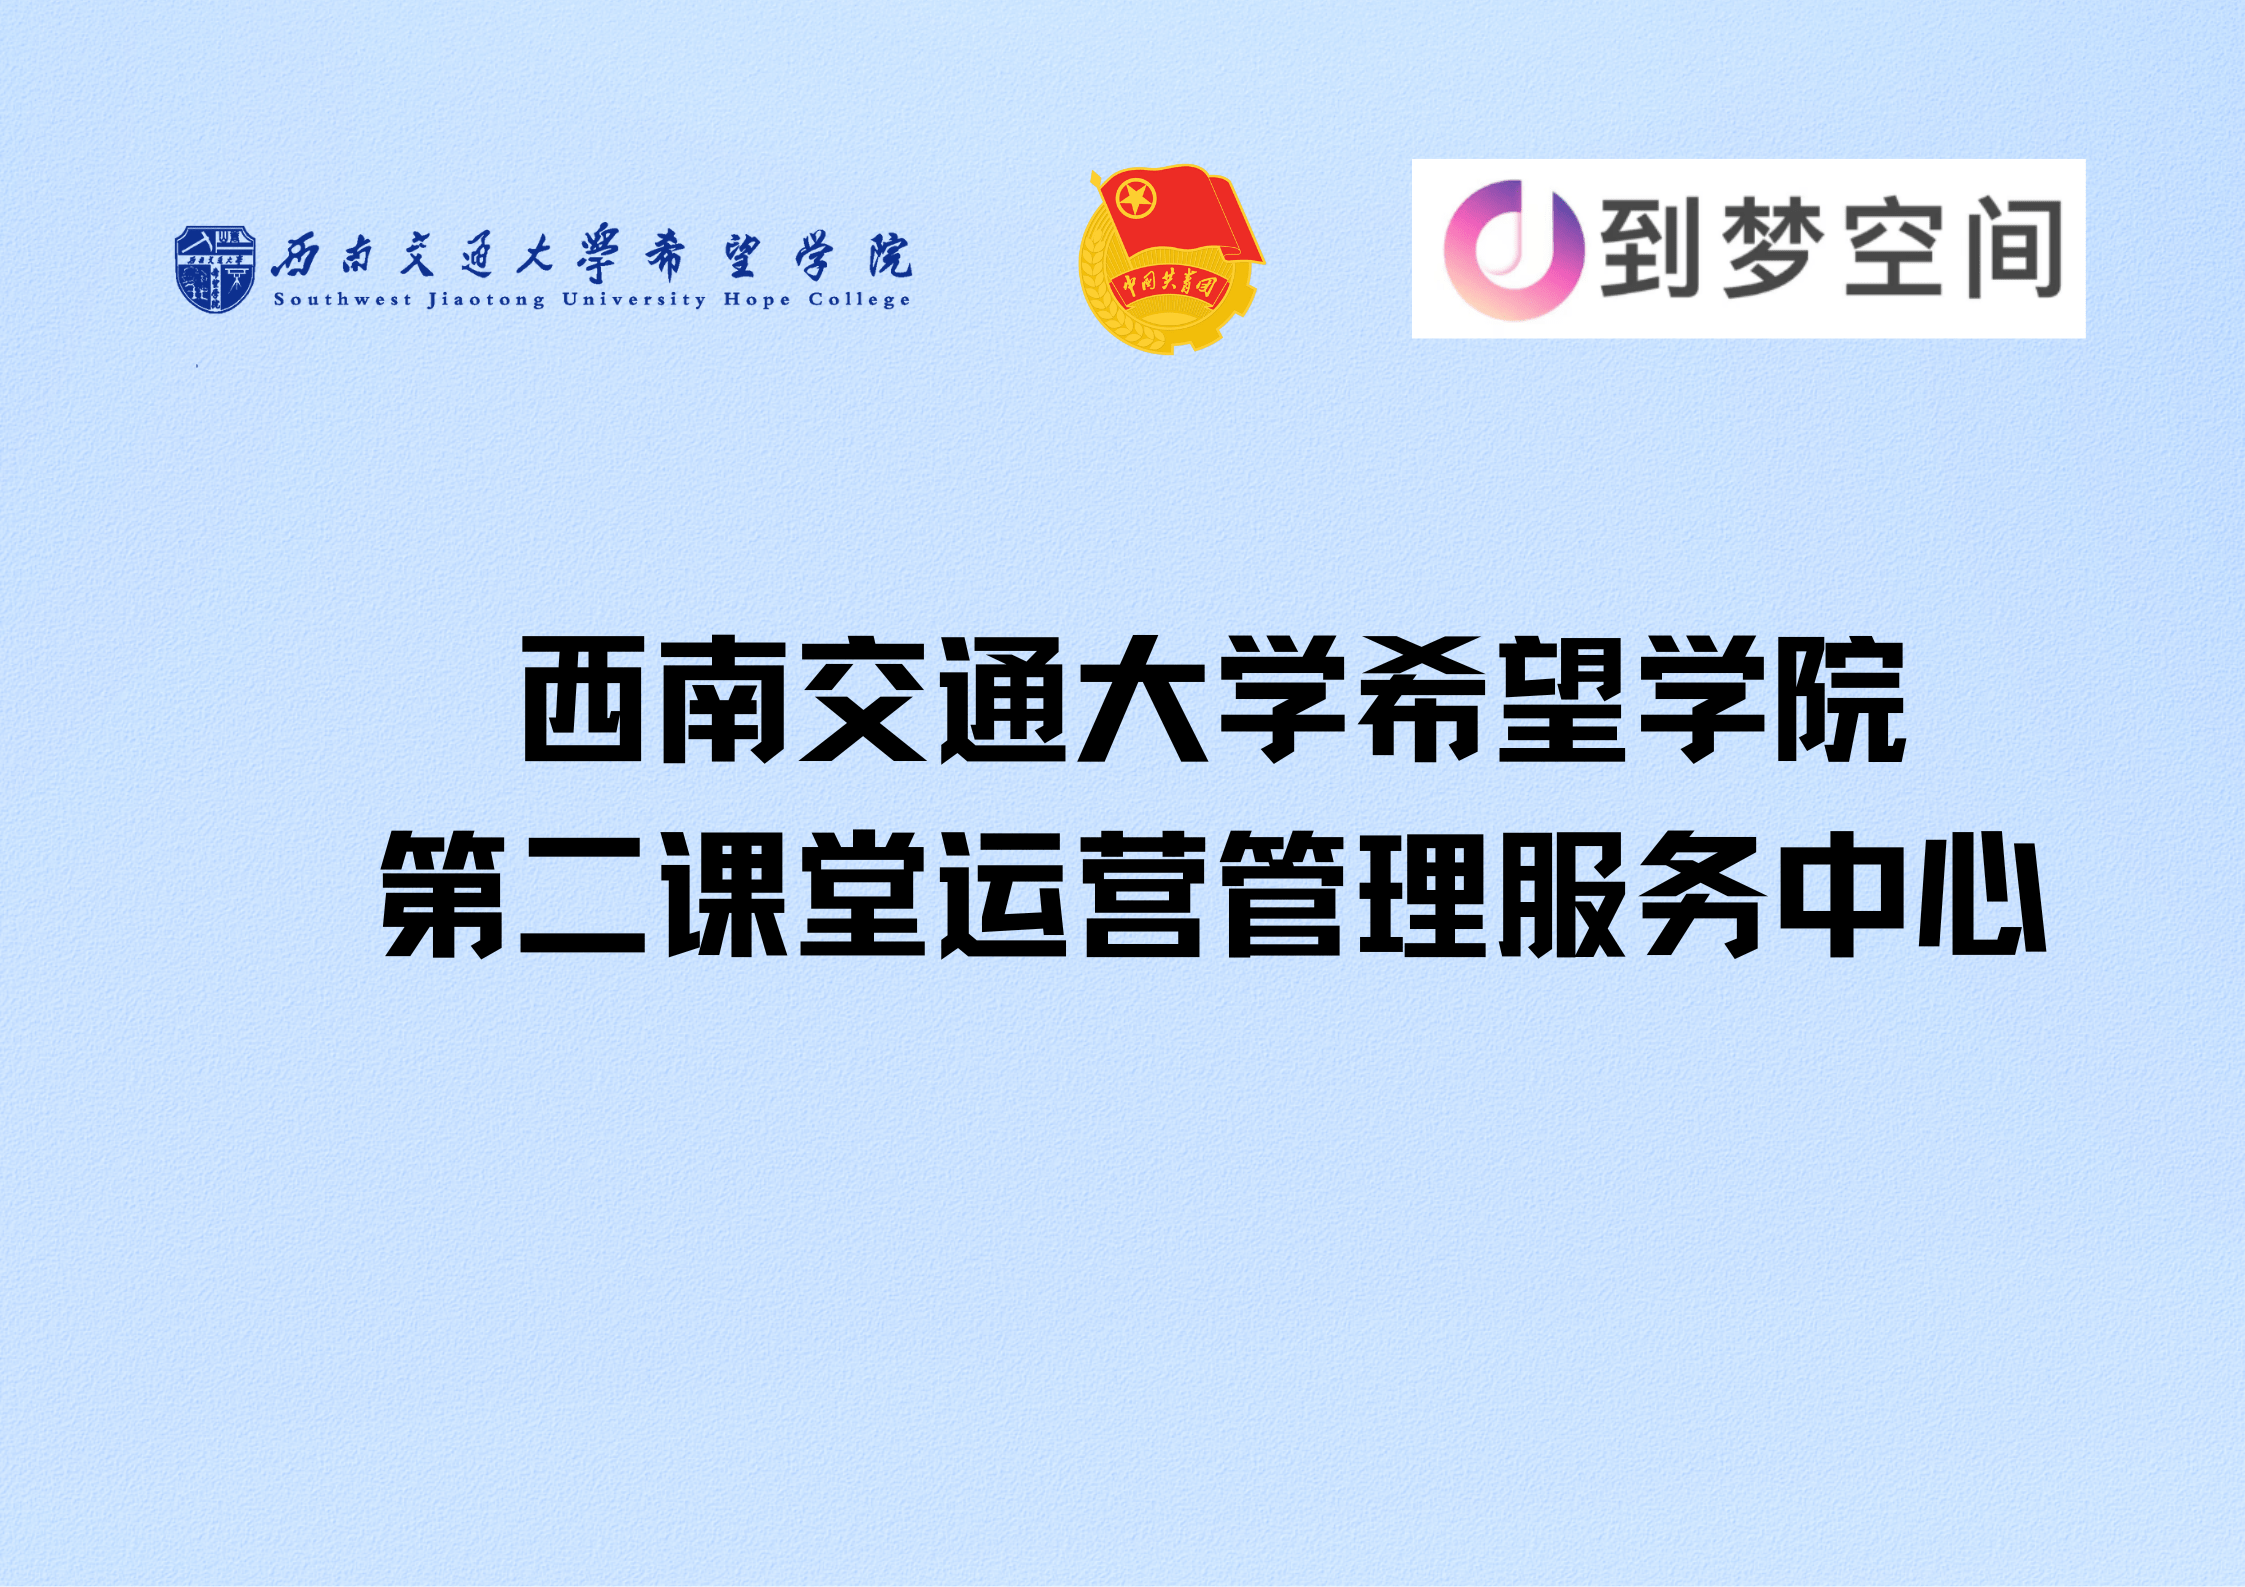 西南交通大学希望学院
Southwest Jiaotong University Hope College
中国共青团
到梦空间
西南交通大学希望学院
第二课堂运营管理服务中心